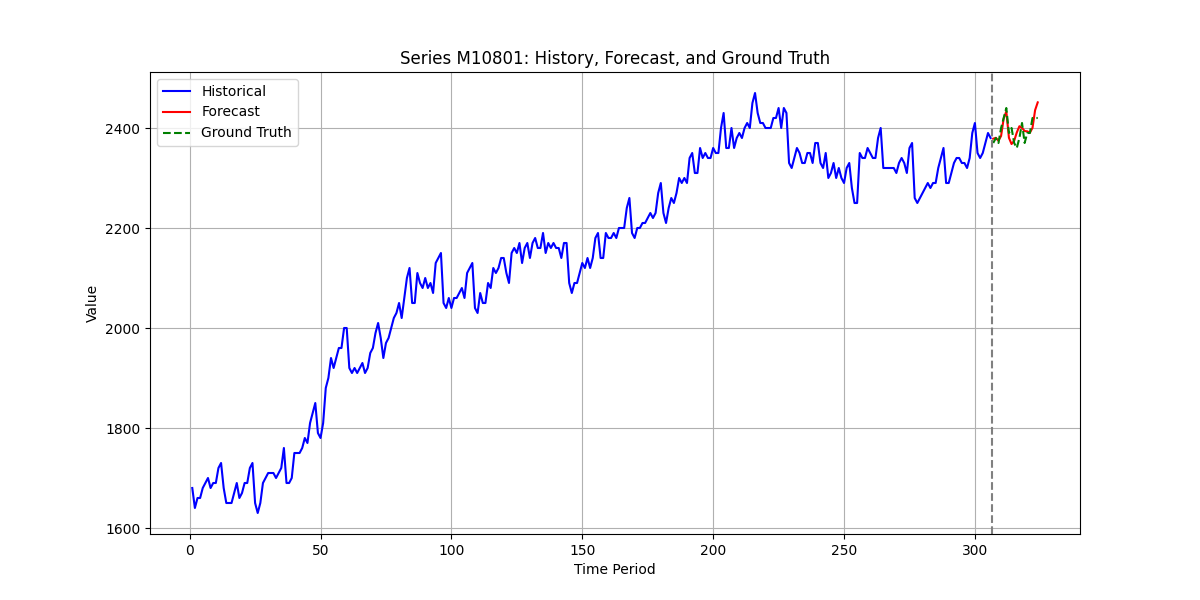 Series M10801: History, Forecast, and Ground Truth
Historical
Forecast
Ground Truth
Value
2400
2200
2000
1800
1600
0 50 100 150 200 250 300
Time Period